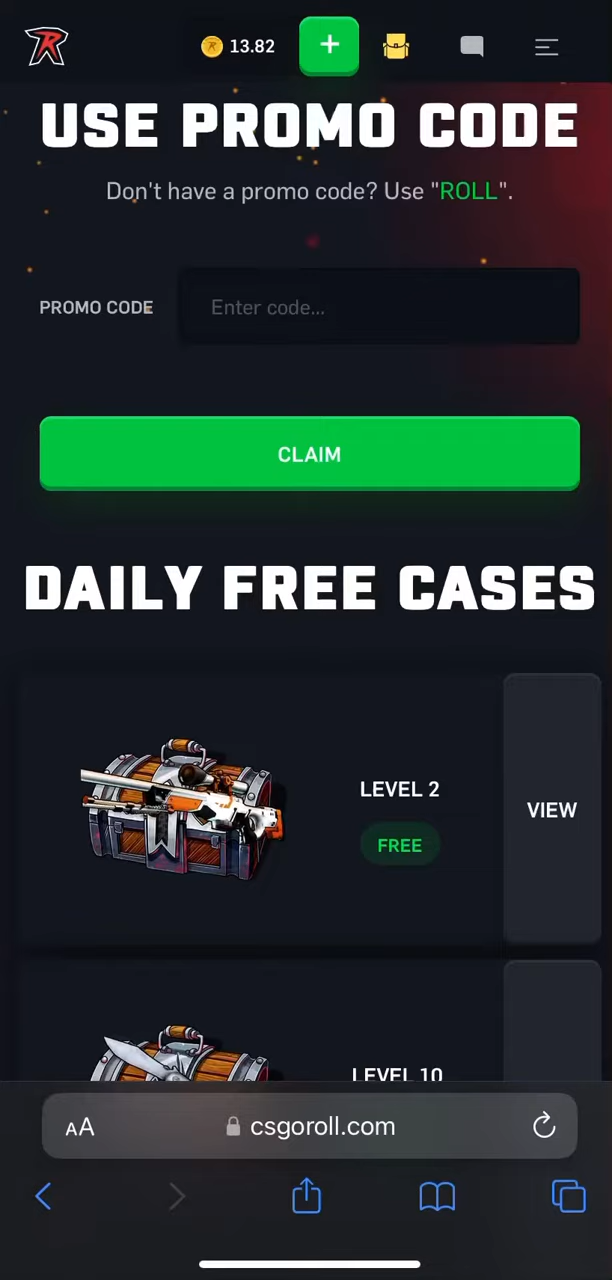 13.82
USE PROMO CODE
Don't have a promo code? Use "ROLL".
PROMO CODE
Enter code...
CLAIM
DAILY FREE CASES
LEVEL 2
FREE
VIEW
LEVEL 10
AA
csgoroll.com